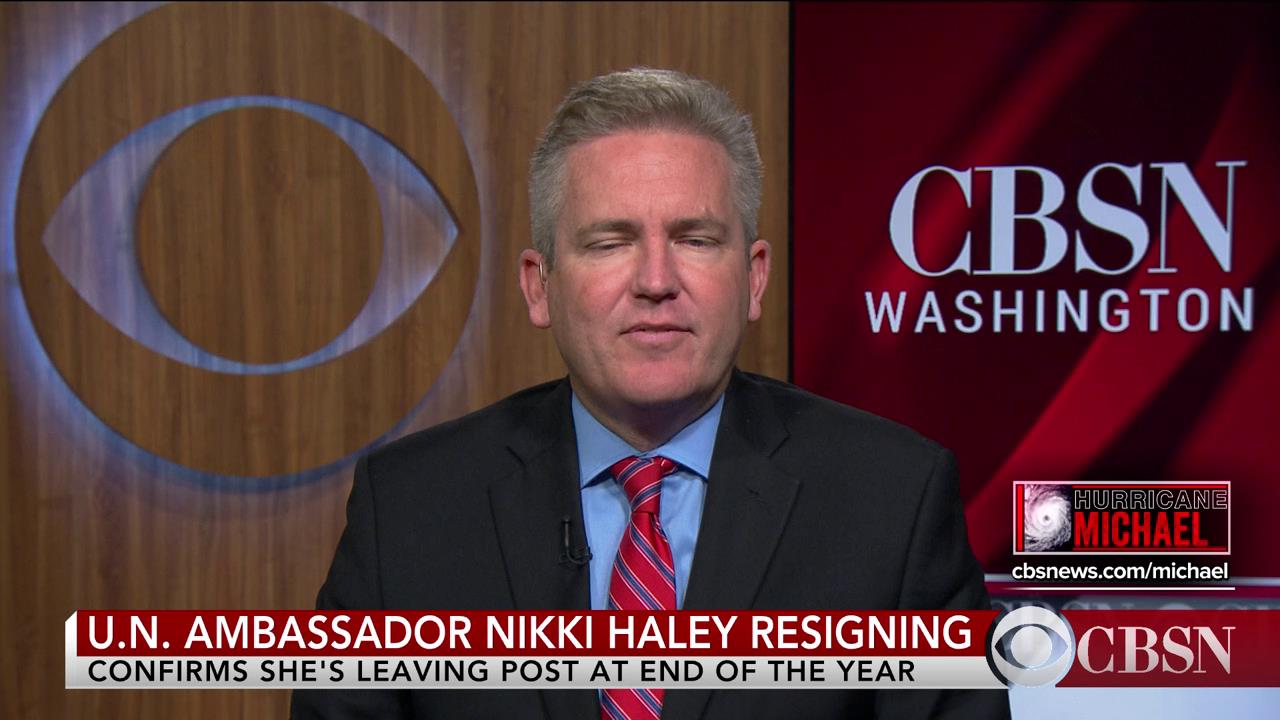 CBSN
WASHINGTON
HURRICANE
MICHAEL
cbsnews.com/michael
U.N. AMBASSADOR NIKKI HALEY RESIGNING
CONFIRMS SHE'S LEAVING POST AT END OF THE YEAR
CBSN